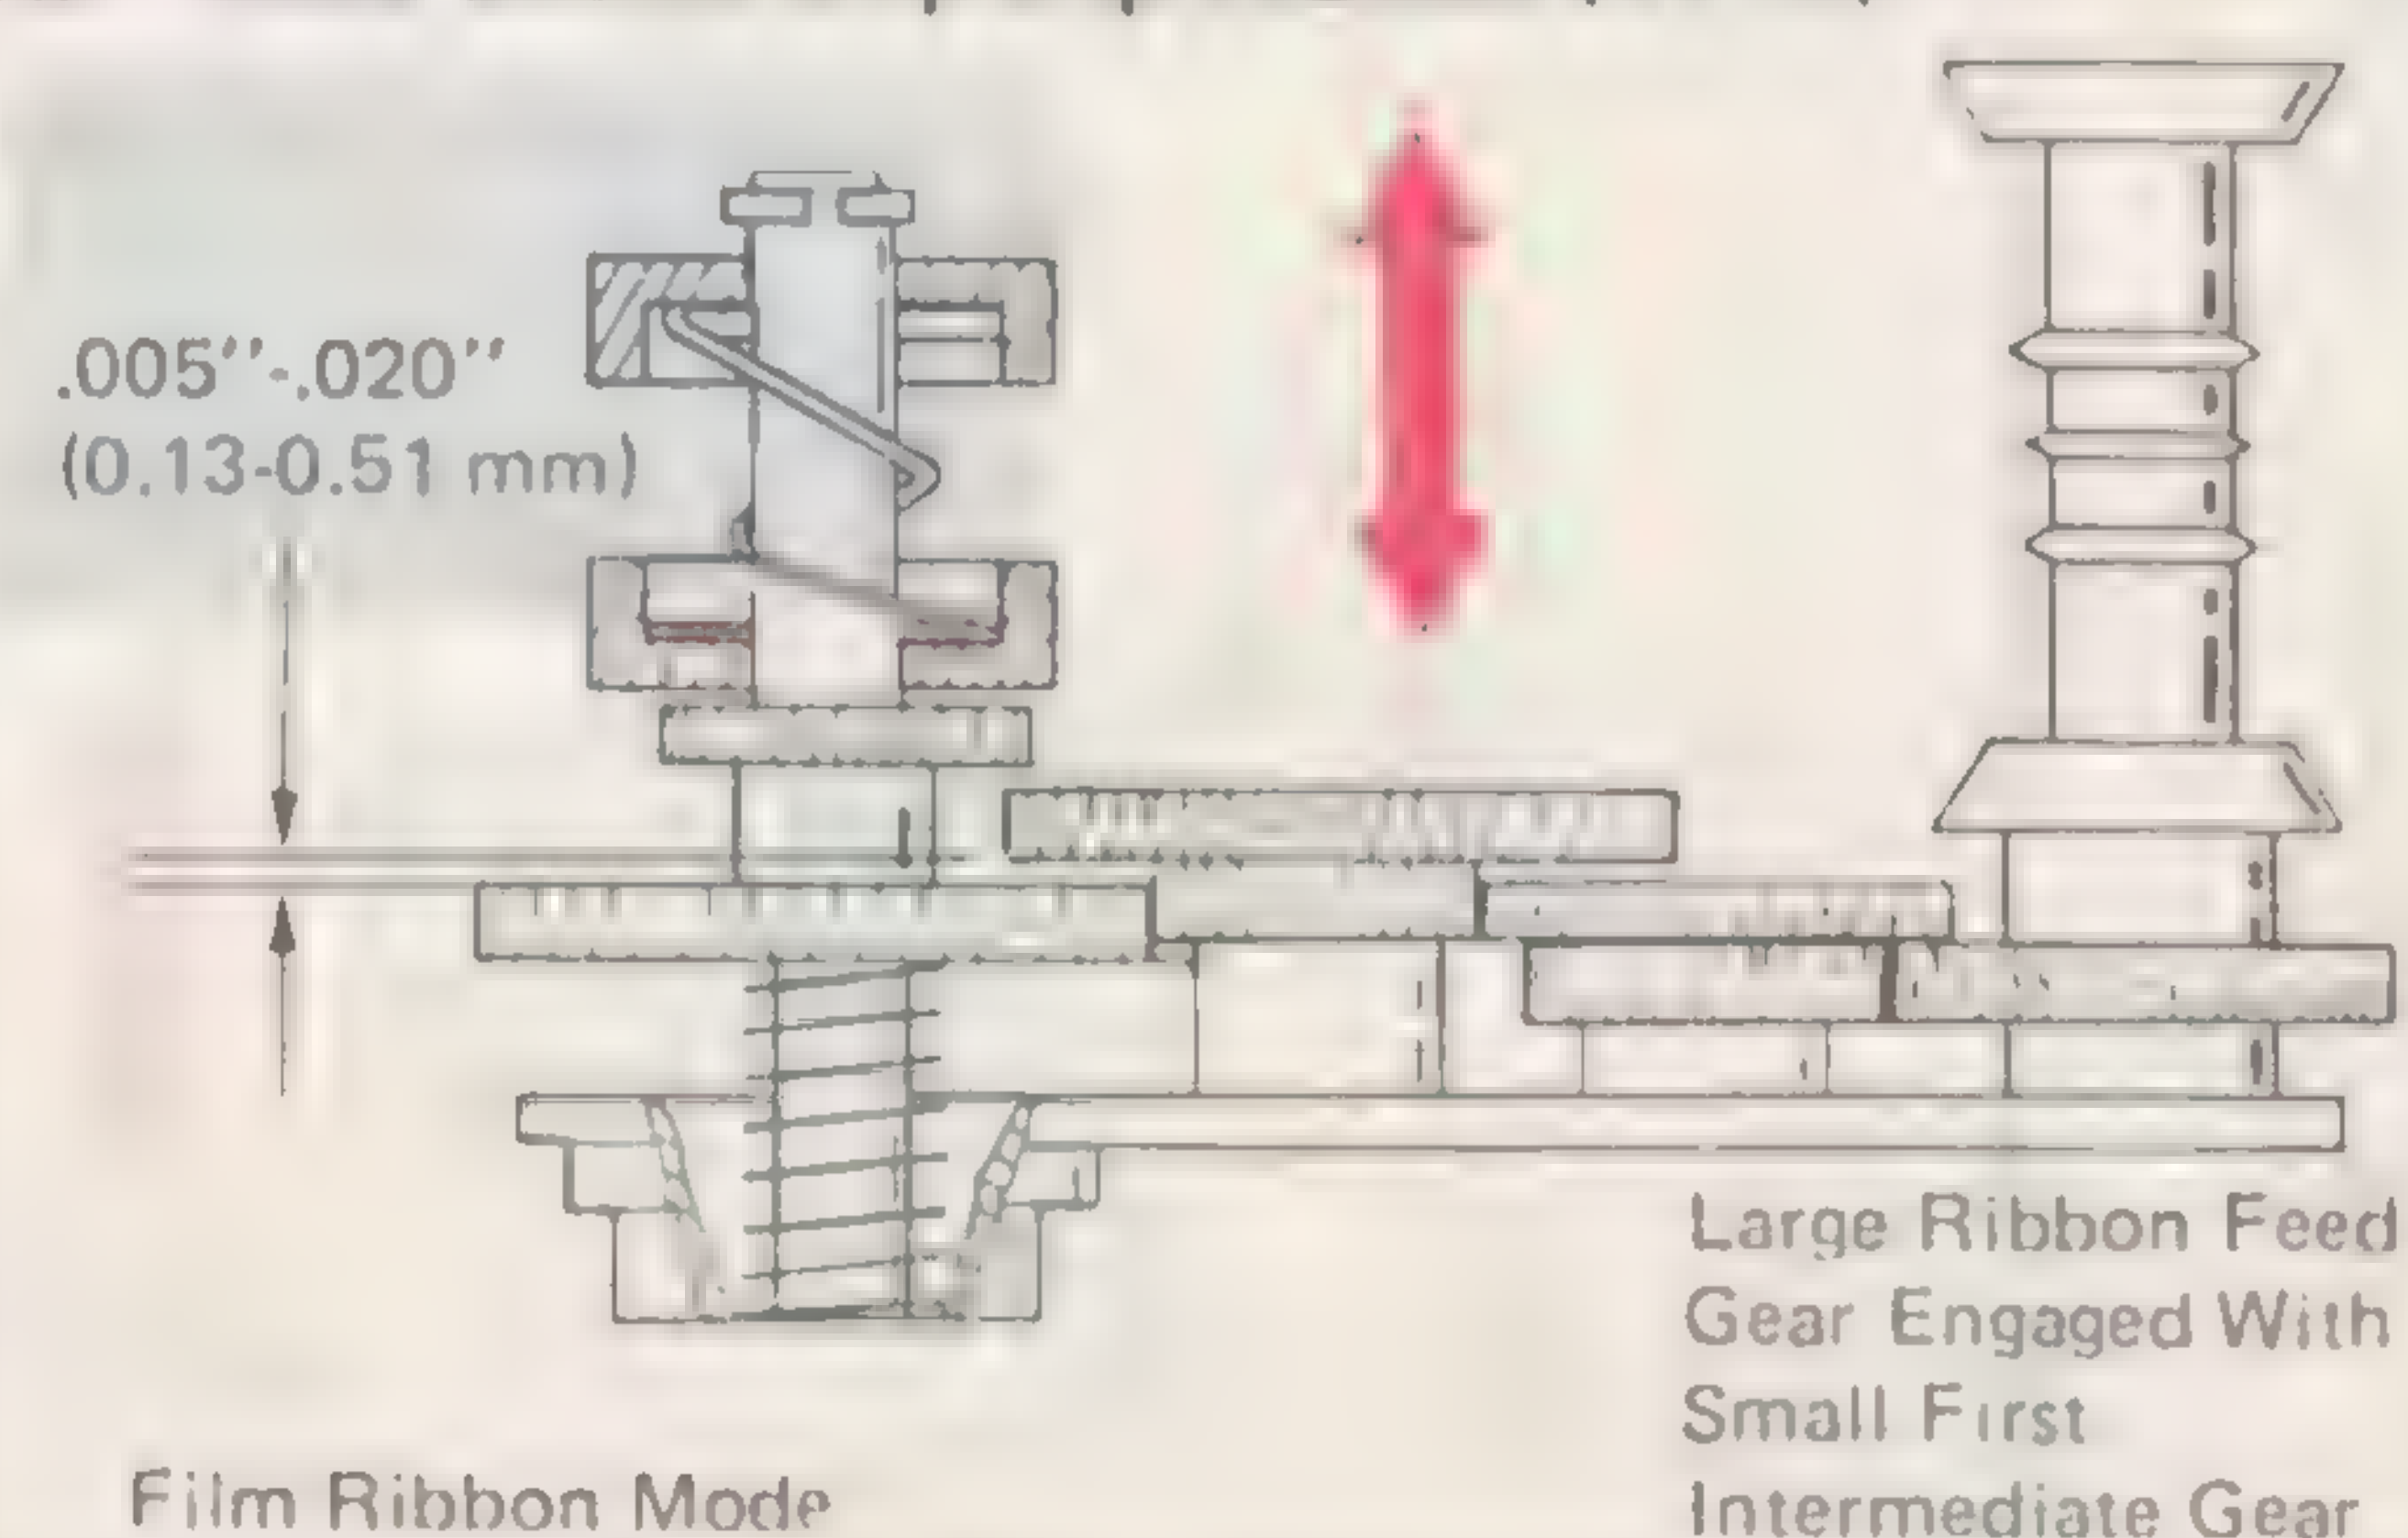 .005″-.020″
(0.13-0.51 mm)
Large Ribbon Feed
Gear Engaged With
Small First
Intermediate Gear
Film Ribbon Mode